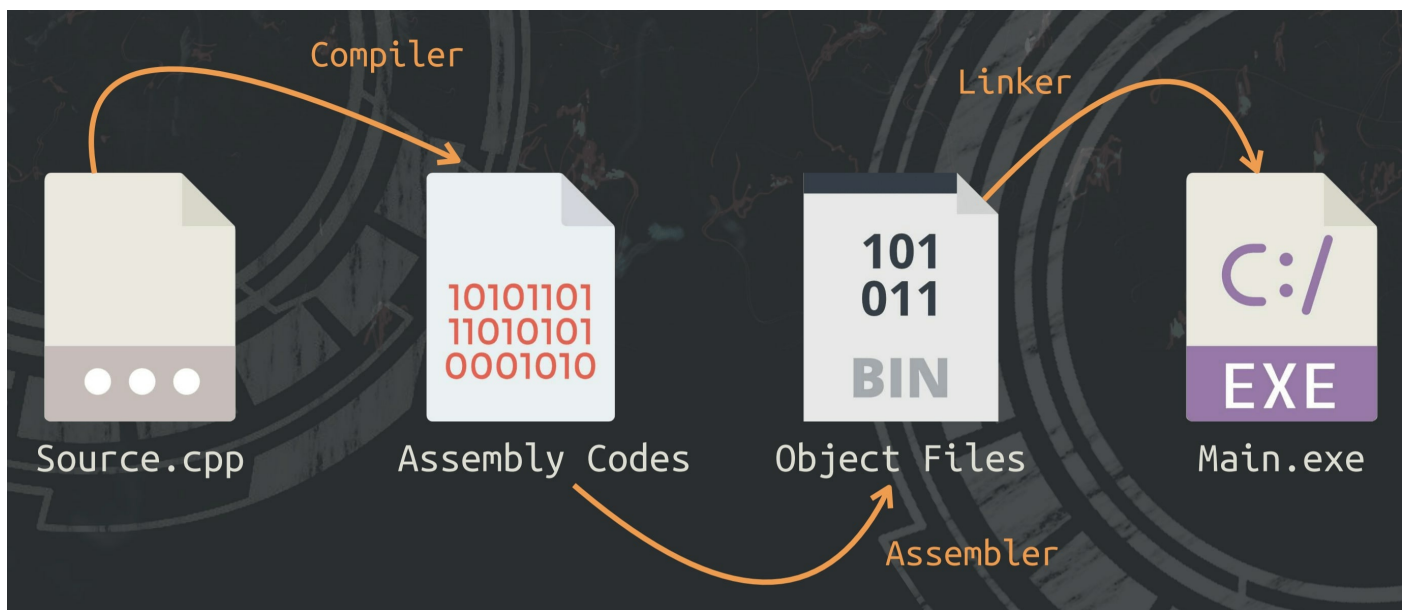 Compiler
Linker
10101101
11010101
0001010
101
011
BIN
C:/
EXE
Source.cpp
Assembly Codes
Object Files
Main.exe
Assembler